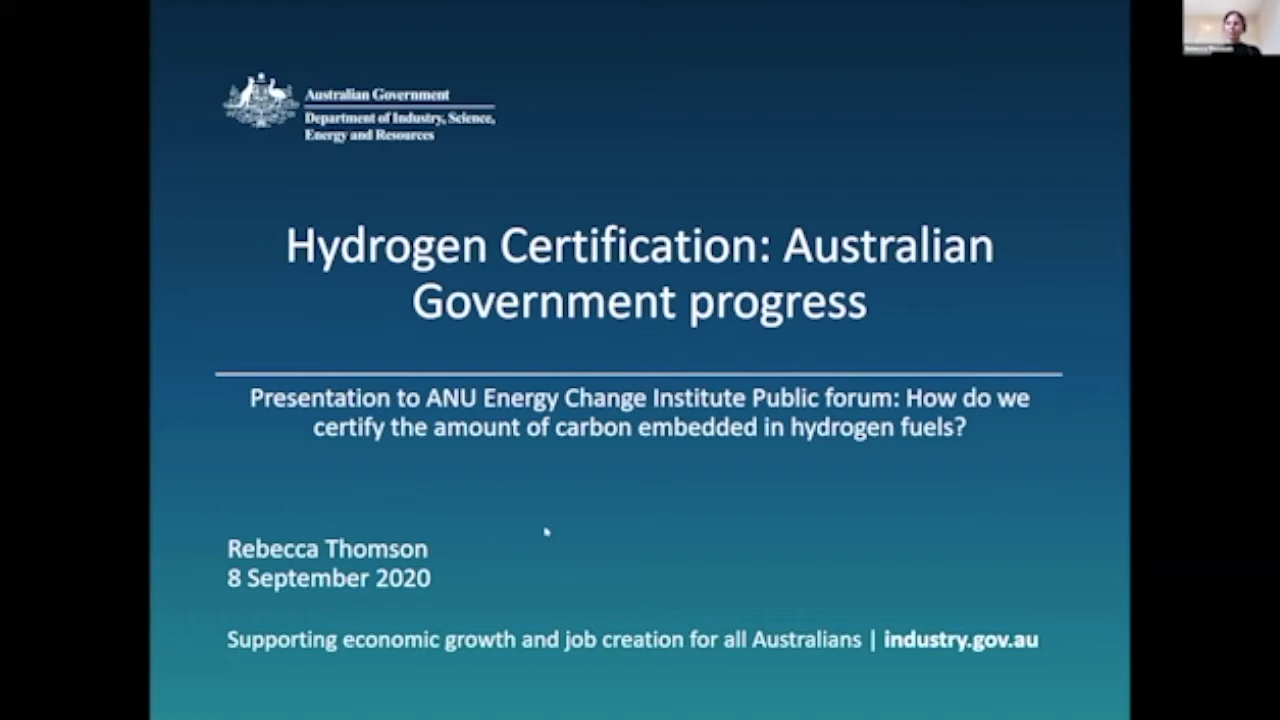 Australian Government
Department of Industry, Science,
Energy and Resources
Hydrogen Certification: Australian
Government progress
Presentation to ANU Energy Change Institute Public forum: How do we
certify the amount of carbon embedded in hydrogen fuels?
Rebecca Thomson
8 September 2020
Supporting economic growth and job creation for all Australians | industry.gov.au
Rebecca Thomson